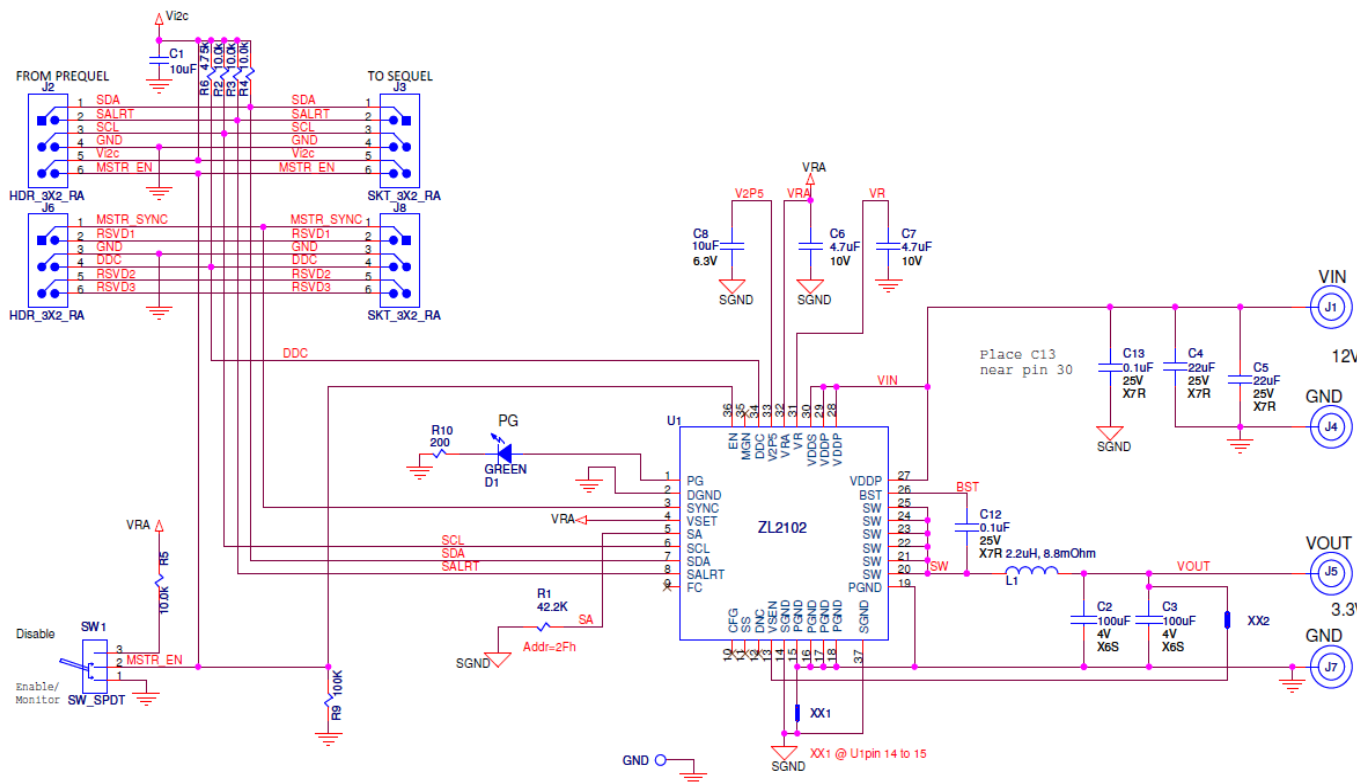 Vi2c
C1
10uF
R6 4.75k
R2 10.0k
R3 10.0k
R4 10.0k
FROM PREQUEL
TO SEQUEL
J2
J3
1 SDA SDA 1
2 SALRT SALRT 2
3 SCL SCL 3
4 GND GND 4
5 Vi2c Vi2c 5
6 MSTR_EN MSTR_EN 6
HDR_3X2_RA
SKT_3X2_RA
J6
J8
1 MSTR_SYNC MSTR_SYNC 1
2 RSVD1 RSVD1 2
3 GND GND 3
4 DDC DDC 4
5 RSVD2 RSVD2 5
6 RSVD3 RSVD3 6
HDR_3X2_RA
SKT_3X2_RA
VRA
V2P5
VRA
VR
C8
10uF
6.3V
SGND
C6
4.7uF
10V
SGND
C7
4.7uF
10V
VIN
J1
12V
GND
J4
Place C13
near pin 30
C13
0.1uF
25V
X7R
SGND
C4
22uF
25V
X7R
C5
22uF
25V
X7R
DDC
VIN
36 35 34 33 32 31 30 29 28
U1
EN MGN DDC V2P5 VRA VR VDDS VDDP VDDP
R10
200
PG
GREEN
D1
ZL2102
1 PG
2 DGND
3 SYNC
4 VSET
5 SA
6 SCL
7 SDA
8 SALRT
9 FC
VDDP 27
BST 26
SW 25
SW 24
SW 23
SW 22
SW 21
SW 20
PGND 19
CFG SS DNC VSEN SGND PGND PGND PGND PGND SGND
10 11 12 13 14 15 16 17 18 37
VRA
SCL
SDA
SALRT
BST
C12
0.1uF
25V
X7R
2.2uH, 8.8mOhm
SW
L1
VOUT
VOUT
J5
3.3V
C2
100uF
4V
X6S
C3
100uF
4V
X6S
XX2
GND
J7
R1
42.2K
SA
SGND
Addr=2Fh
VRA
R5
10.0k
Disable
SW1
3
2 MSTR_EN
1
Enable/
Monitor
SW_SPDT
R9 100K
XX1
SGND
XX1 @ U1pin 14 to 15
GND